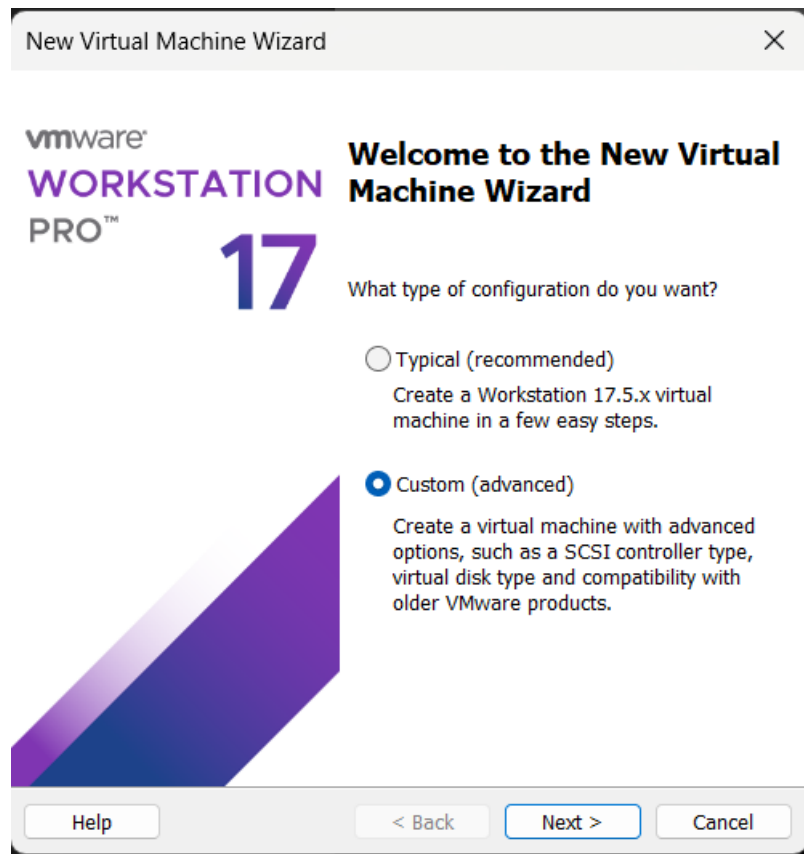 New Virtual Machine Wizard
vmware®
WORKSTATION
PRO™
17
Welcome to the New Virtual
Machine Wizard
What type of configuration do you want?
Typical (recommended)
Create a Workstation 17.5.x virtual
machine in a few easy steps.
Custom (advanced)
Create a virtual machine with advanced
options, such as a SCSI controller type,
virtual disk type and compatibility with
older VMware products.
Help
< Back
Next >
Cancel